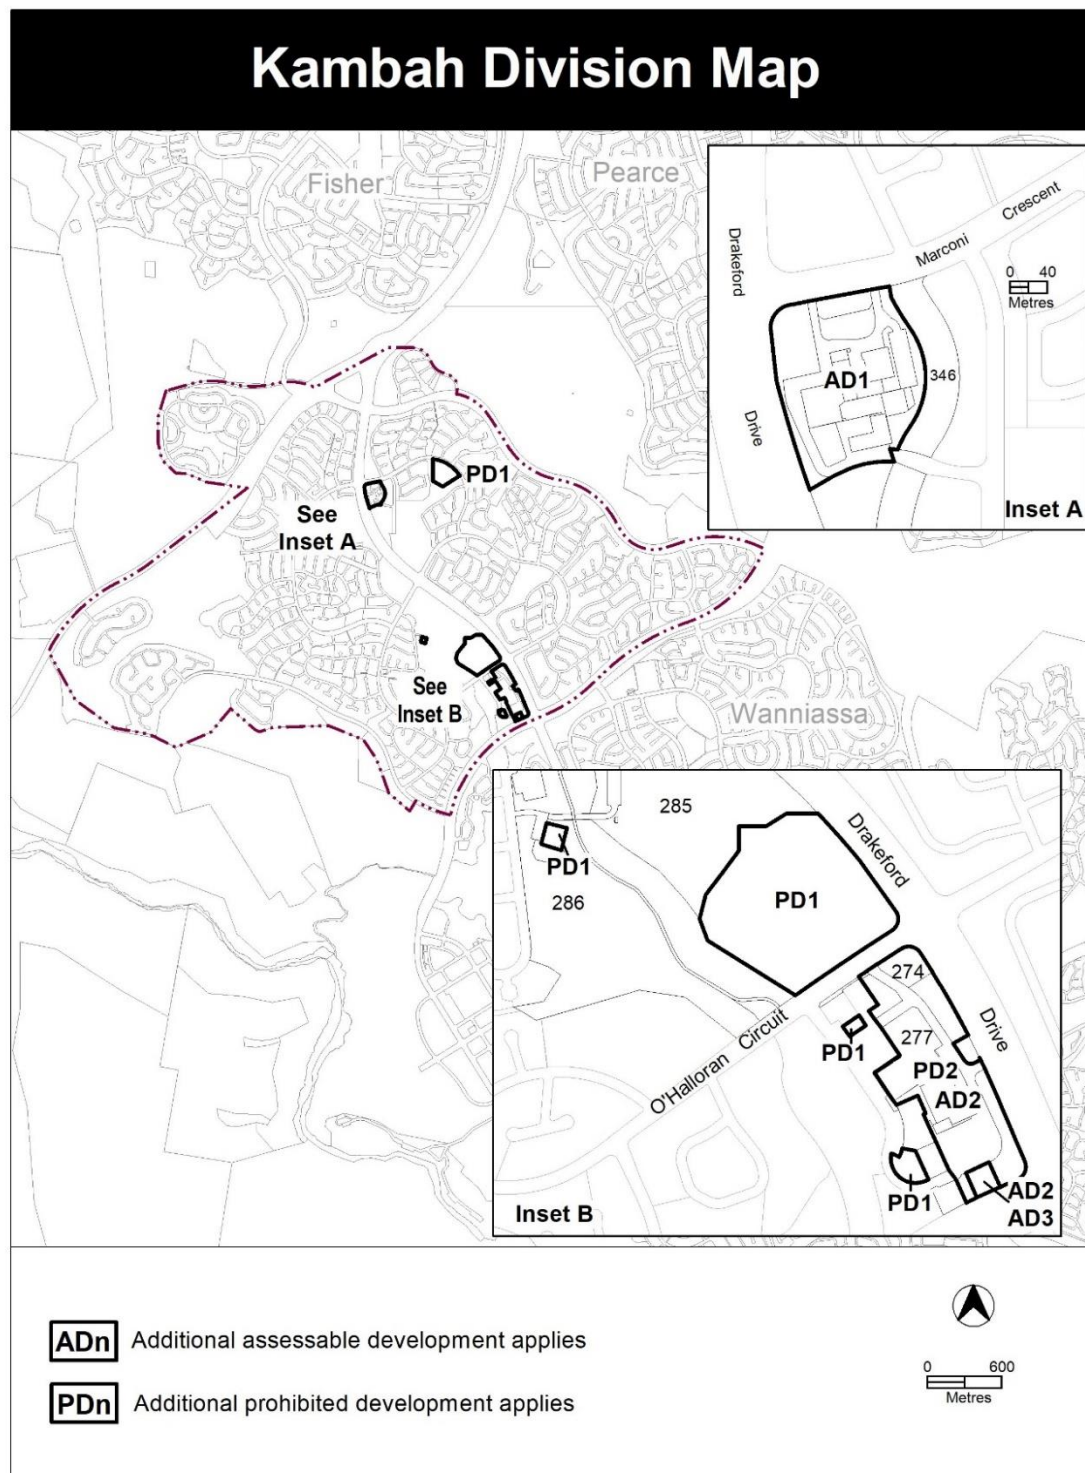 Kambah Division Map
Fisher
Pearce
Drakeford
Marconi
Crescent
0 40
Metres
AD1
346
Drive
Inset A
PD1
See
Inset A
See
Inset B
Wanniassa
285
Drakeford
PD1
286
PD1
274
O'Halloran Circuit
PD1
277
Drive
PD2
AD2
PD1
AD2
AD3
Inset B
ADn Additional assessable development applies
PDn Additional prohibited development applies
0 600
Metres